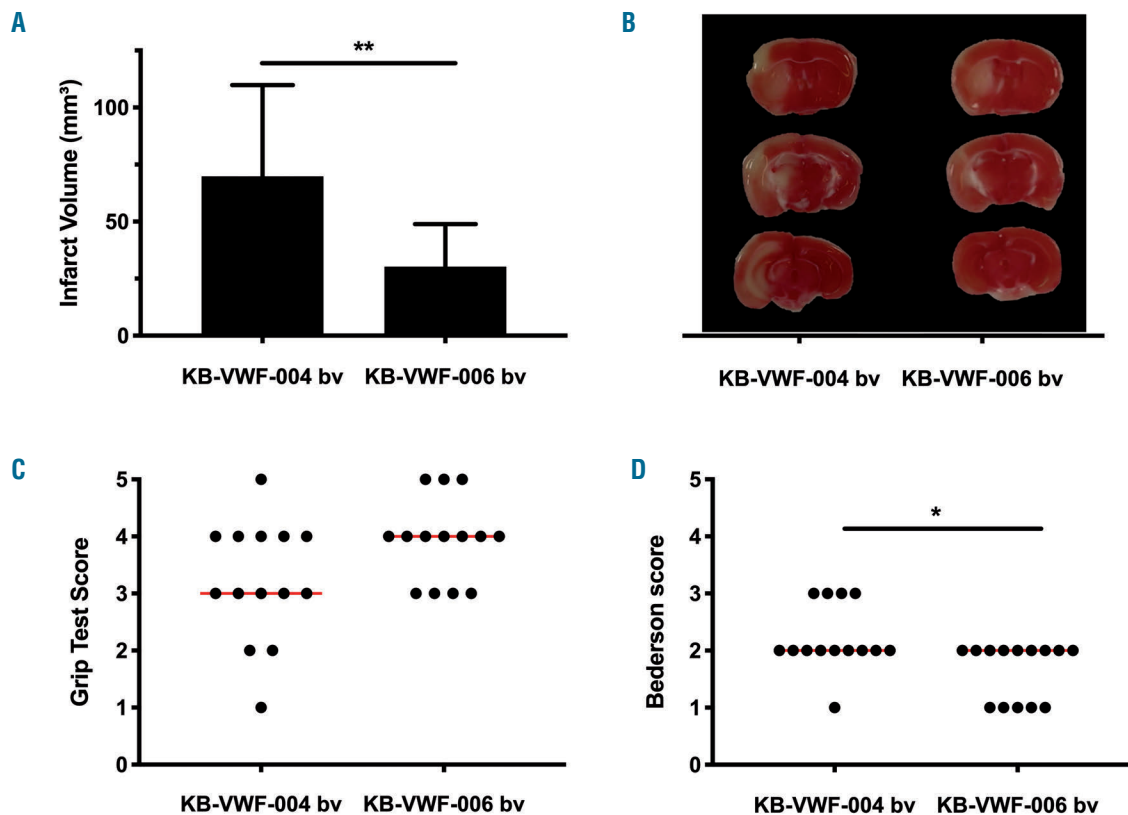 A
Infarct Volume (mm³)
100
50
0
**
KB-VWF-004 bv KB-VWF-006 bv
B
KB-VWF-004 bv KB-VWF-006 bv
C
Grip Test Score
5
4
3
2
1
0
KB-VWF-004 bv KB-VWF-006 bv
D
Bederson score
5
4
3
2
1
0
*
KB-VWF-004 bv KB-VWF-006 bv